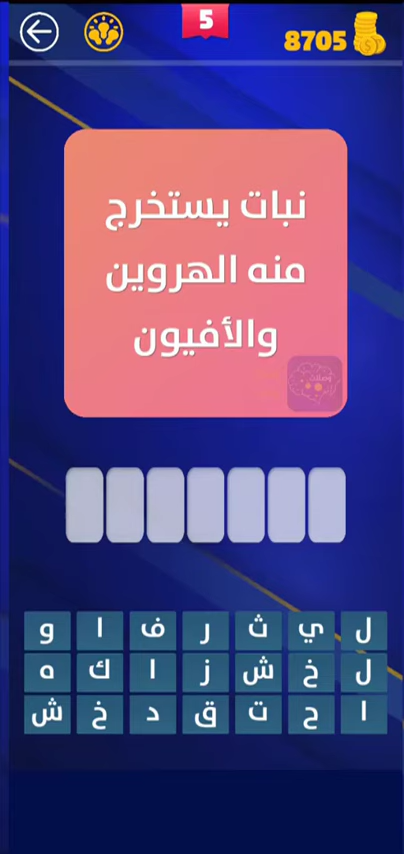 5
8705
نبات يستخرج
منه الهروين
والأفيون
ل ي ث ر ف ا و
ل خ ش ز ا ك ه
ا ح ت ق د خ ش